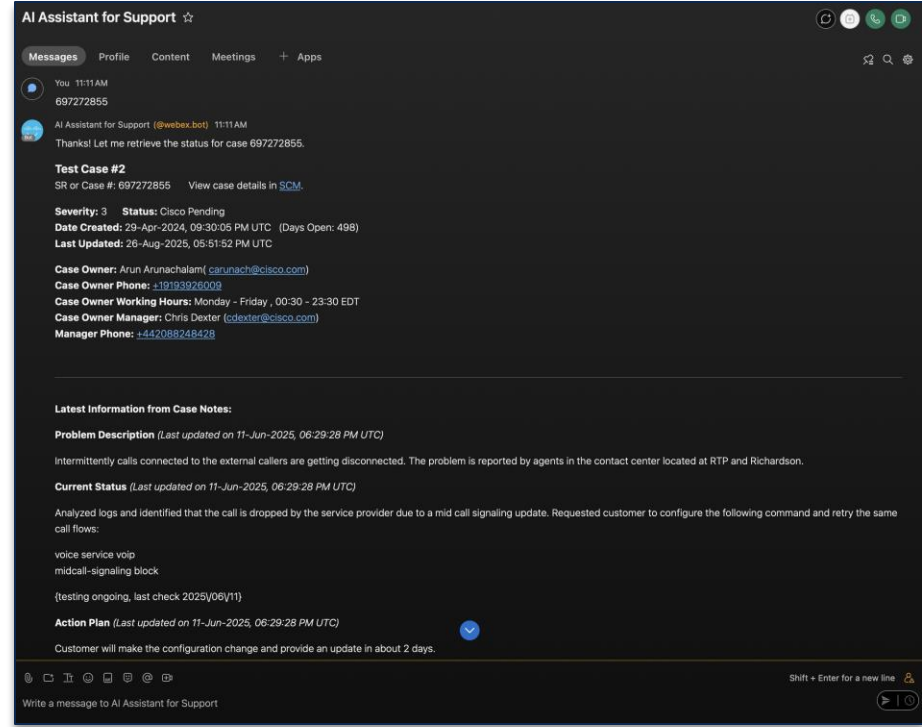 AI Assistant for Support
Messages Profile Content Meetings + Apps
You 11:11 AM
697272855
AI Assistant for Support (@webex.bot) 11:11 AM
Thanks! Let me retrieve the status for case 697272855.
Test Case #2
SR or Case #: 697272855 View case details in SCM.
Severity: 3 Status: Cisco Pending
Date Created: 29-Apr-2024, 09:30:05 PM UTC (Days Open: 498)
Last Updated: 26-Aug-2025, 05:51:52 PM UTC
Case Owner: Arun Arunachalam( carunach@cisco.com)
Case Owner Phone: +19193926009
Case Owner Working Hours: Monday - Friday , 00:30 - 23:30 EDT
Case Owner Manager: Chris Dexter (cdexter@cisco.com)
Manager Phone: +442088248428
Latest Information from Case Notes:
Problem Description (Last updated on 11-Jun-2025, 06:29:28 PM UTC)
Intermittently calls connected to the external callers are getting disconnected. The problem is reported by agents in the contact center located at RTP and Richardson.
Current Status (Last updated on 11-Jun-2025, 06:29:28 PM UTC)
Analyzed logs and identified that the call is dropped by the service provider due to a mid call signaling update. Requested customer to configure the following command and retry the same
call flows:
voice service voip
midcall-signaling block
{testing ongoing, last check 2025\/06\/11}
Action Plan (Last updated on 11-Jun-2025, 06:29:28 PM UTC)
Customer will make the configuration change and provide an update in about 2 days.
Shift + Enter for a new line
Write a message to AI Assistant for Support